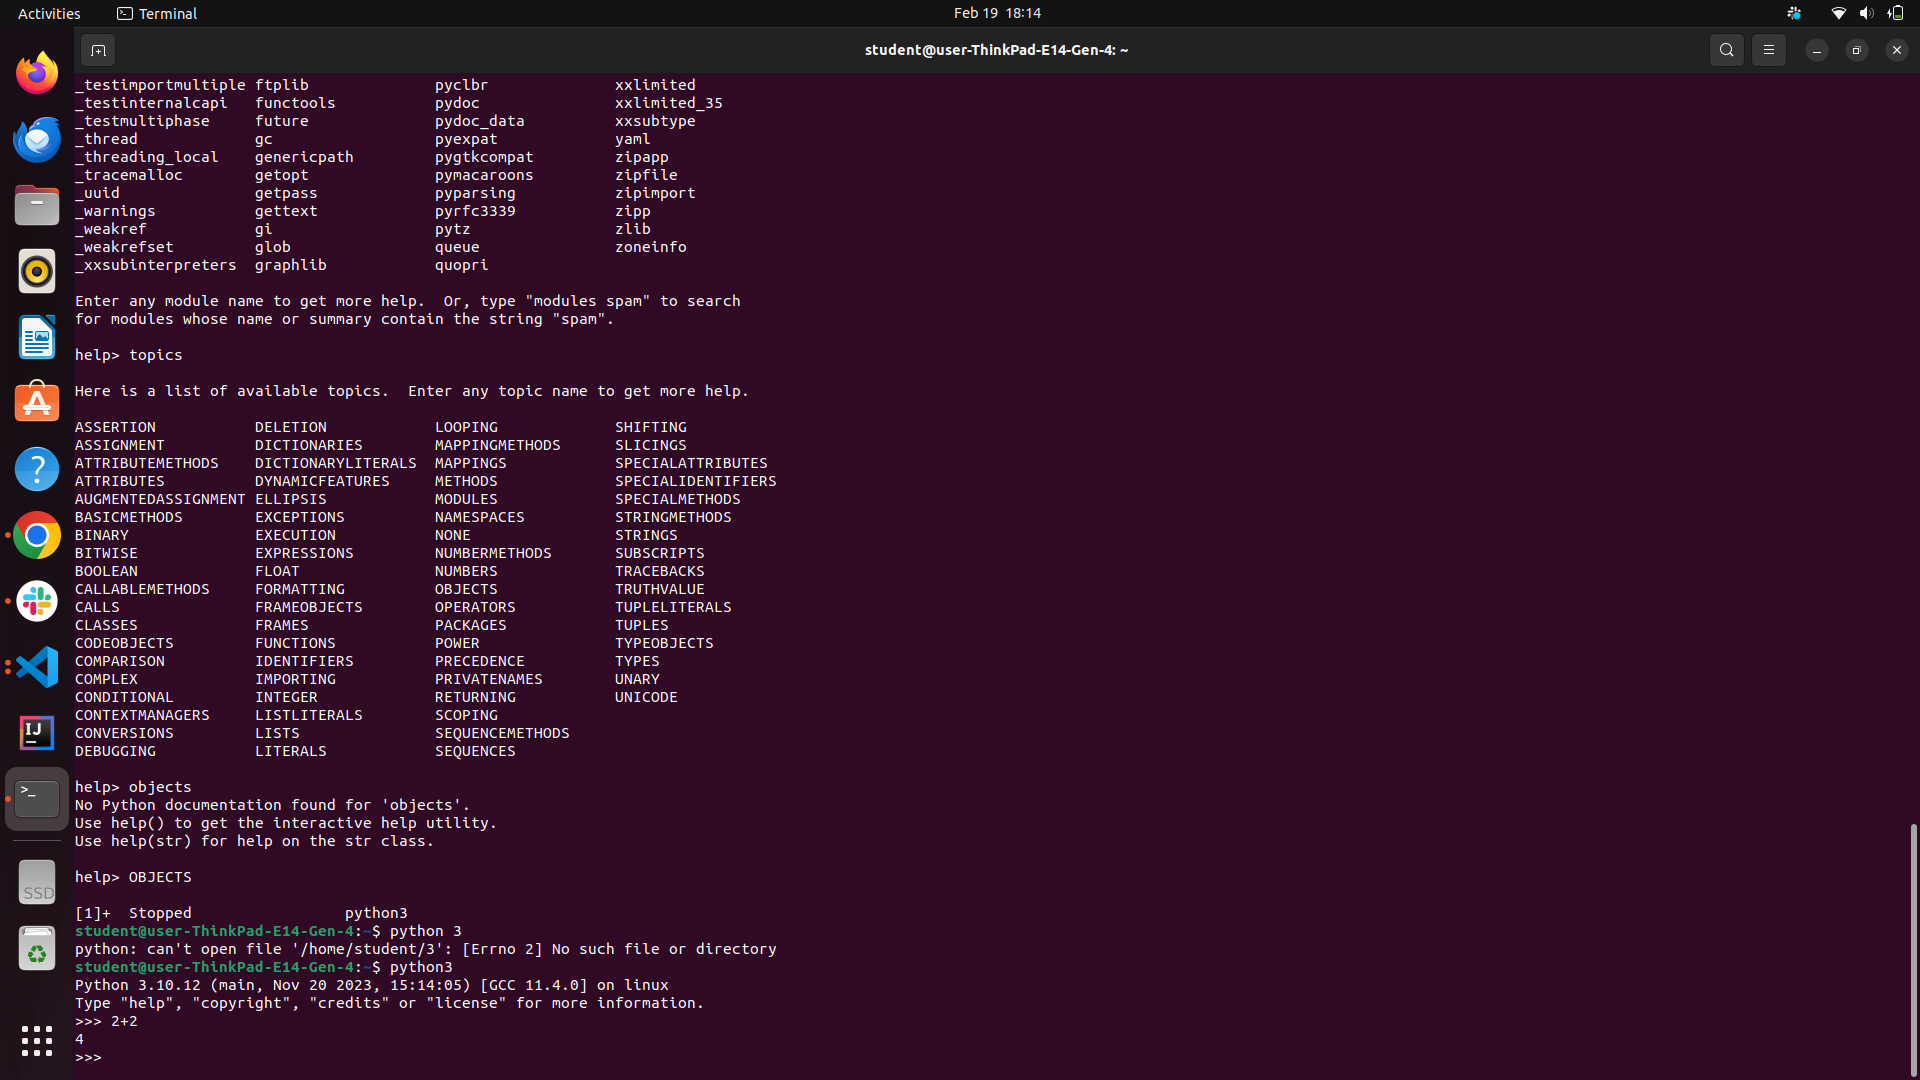 Activities Terminal Feb 19 18:14
student@user-ThinkPad-E14-Gen-4: ~
_testimportmultiple ftplib pyclbr xxlimited
_testinternalcapi functools pydoc xxlimited_35
_testmultiphase future pydoc_data xxsubtype
_thread gc pyexpat yaml
_threading_local genericpath pygtkcompat zipapp
_tracemalloc getopt pymacaroons zipfile
_uuid getpass pyparsing zipimport
_warnings gettext pyrfc3339 zipp
_weakref gi pytz zlib
_weakrefset glob queue zoneinfo
_xxsubinterpreters graphlib quopri
Enter any module name to get more help.  Or, type "modules spam" to search
for modules whose name or summary contain the string "spam".
help> topics
Here is a list of available topics.  Enter any topic name to get more help.
ASSERTION DELETION LOOPING SHIFTING
ASSIGNMENT DICTIONARIES MAPPINGMETHODS SLICINGS
ATTRIBUTEMETHODS DICTIONARYLITERALS MAPPINGS SPECIALATTRIBUTES
ATTRIBUTES DYNAMICFEATURES METHODS SPECIALIDENTIFIERS
AUGMENTEDASSIGNMENT ELLIPSIS MODULES SPECIALMETHODS
BASICMETHODS EXCEPTIONS NAMESPACES STRINGMETHODS
BINARY EXECUTION NONE STRINGS
BITWISE EXPRESSIONS NUMBERMETHODS SUBSCRIPTS
BOOLEAN FLOAT NUMBERS TRACEBACKS
CALLABLEMETHODS FORMATTING OBJECTS TRUTHVALUE
CALLS FRAMEOBJECTS OPERATORS TUPLELITERALS
CLASSES FRAMES PACKAGES TUPLES
CODEOBJECTS FUNCTIONS POWER TYPEOBJECTS
COMPARISON IDENTIFIERS PRECEDENCE TYPES
COMPLEX IMPORTING PRIVATENAMES UNARY
CONDITIONAL INTEGER RETURNING UNICODE
CONTEXTMANAGERS LISTLITERALS SCOPING
CONVERSIONS LISTS SEQUENCEMETHODS
DEBUGGING LITERALS SEQUENCES
help> objects
No Python documentation found for 'objects'.
Use help() to get the interactive help utility.
Use help(str) for help on the str class.
help> OBJECTS
[1]+  Stopped                 python3
student@user-ThinkPad-E14-Gen-4:~$ python 3
python: can't open file '/home/student/3': [Errno 2] No such file or directory
student@user-ThinkPad-E14-Gen-4:~$ python3
Python 3.10.12 (main, Nov 20 2023, 15:14:05) [GCC 11.4.0] on linux
Type "help", "copyright", "credits" or "license" for more information.
>>> 2+2
4
>>>
IJ
>_
SSD